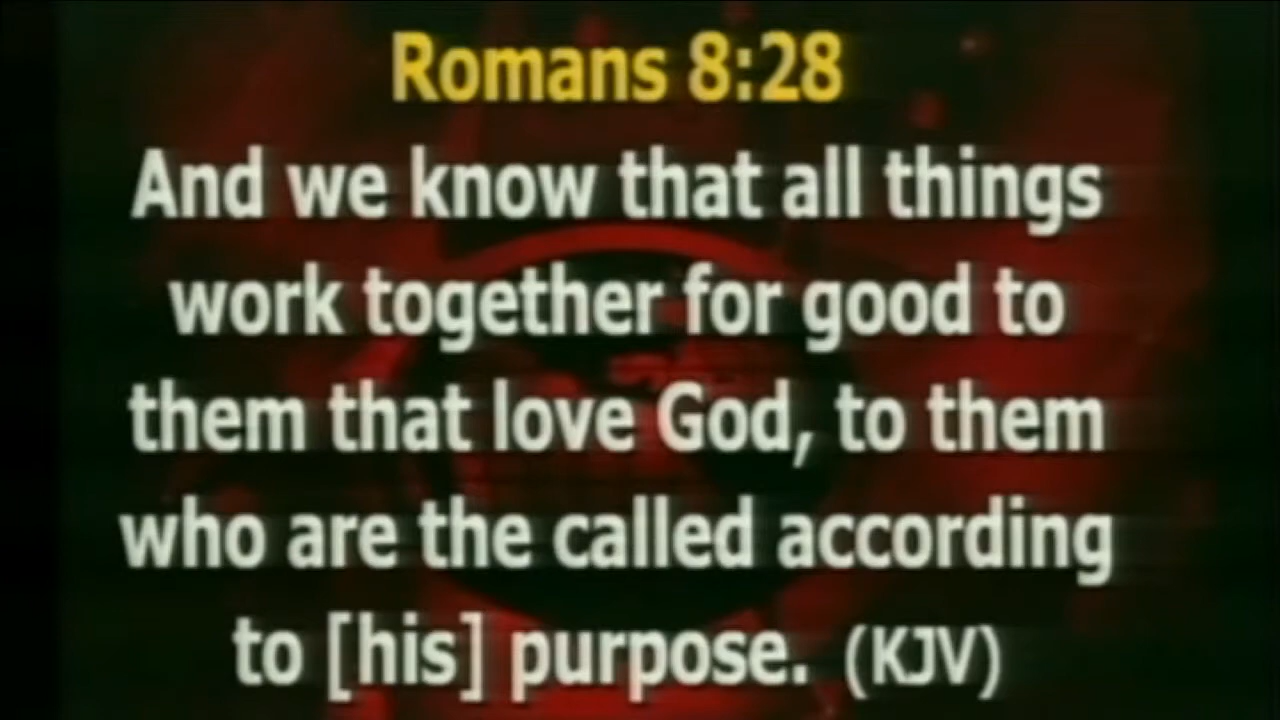 Romans 8:28
And we know that all things
work together for good to
them that love God, to them
who are the called according
to [his] purpose. (KJV)